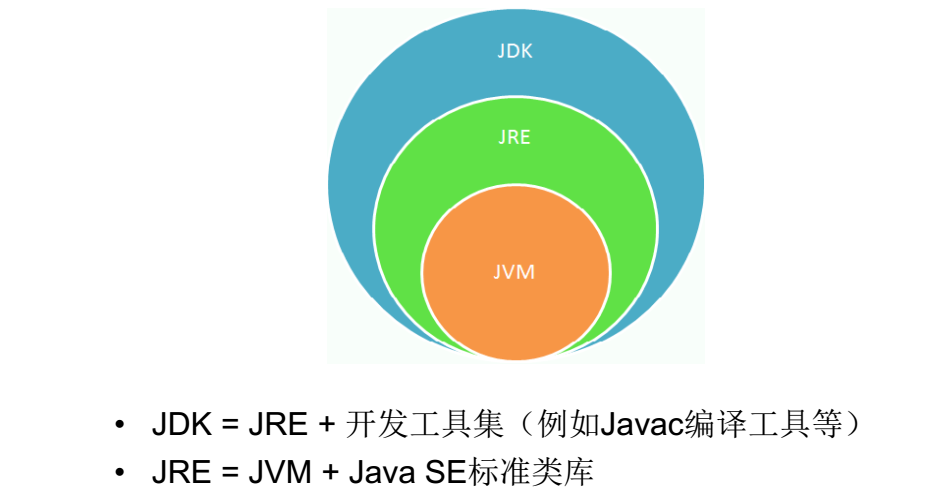 JDK
JRE
JVM
• JDK = JRE + 开发工具集（例如Javac编译工具等）
• JRE = JVM + Java SE标准类库